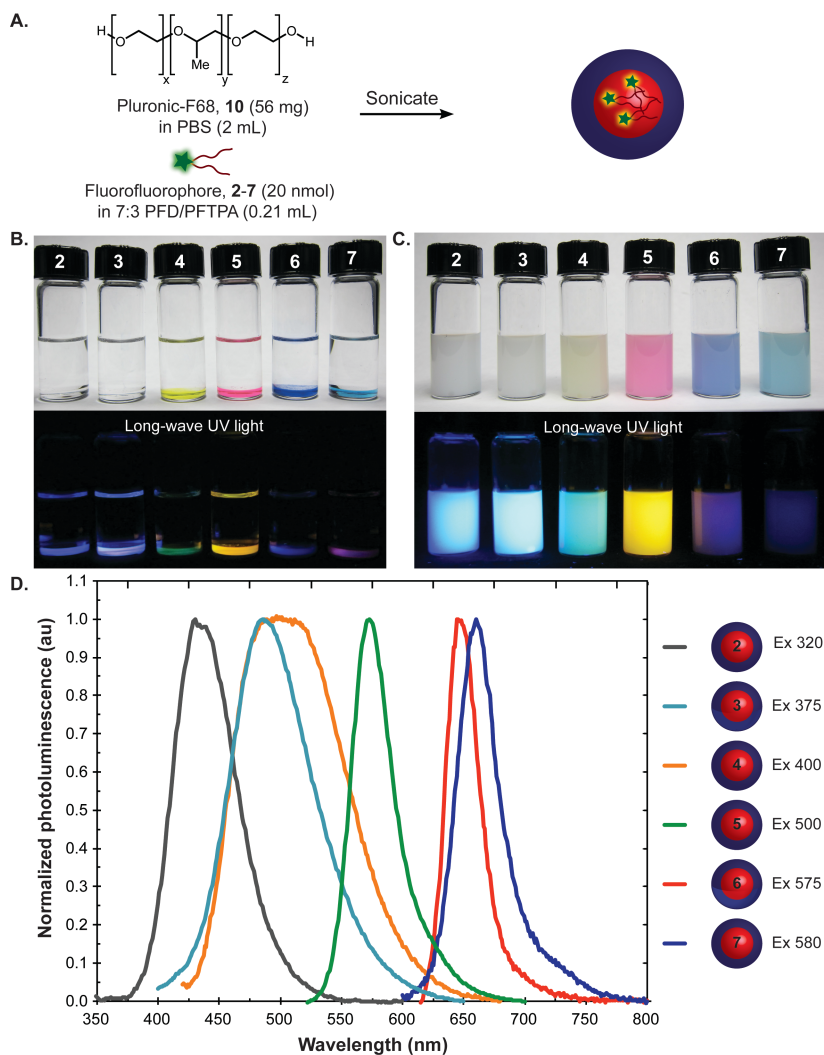 A.
H
O
O
O
O
H
Me
x
y
z
Pluronic-F68, 10 (56 mg)
in PBS (2 mL)
Sonicate
Fluorofluorophore, 2-7 (20 nmol)
in 7:3 PFD/PFTPA (0.21 mL)
B.
2 3 4 5 6 7
Long-wave UV light
C.
2 3 4 5 6 7
Long-wave UV light
D.
Normalized photoluminescence (au)
1.1
1.0
0.9
0.8
0.7
0.6
0.5
0.4
0.3
0.2
0.1
0.0
350 400 450 500 550 600 650 700 750 800
Wavelength (nm)
2 Ex 320
3 Ex 375
4 Ex 400
5 Ex 500
6 Ex 575
7 Ex 580